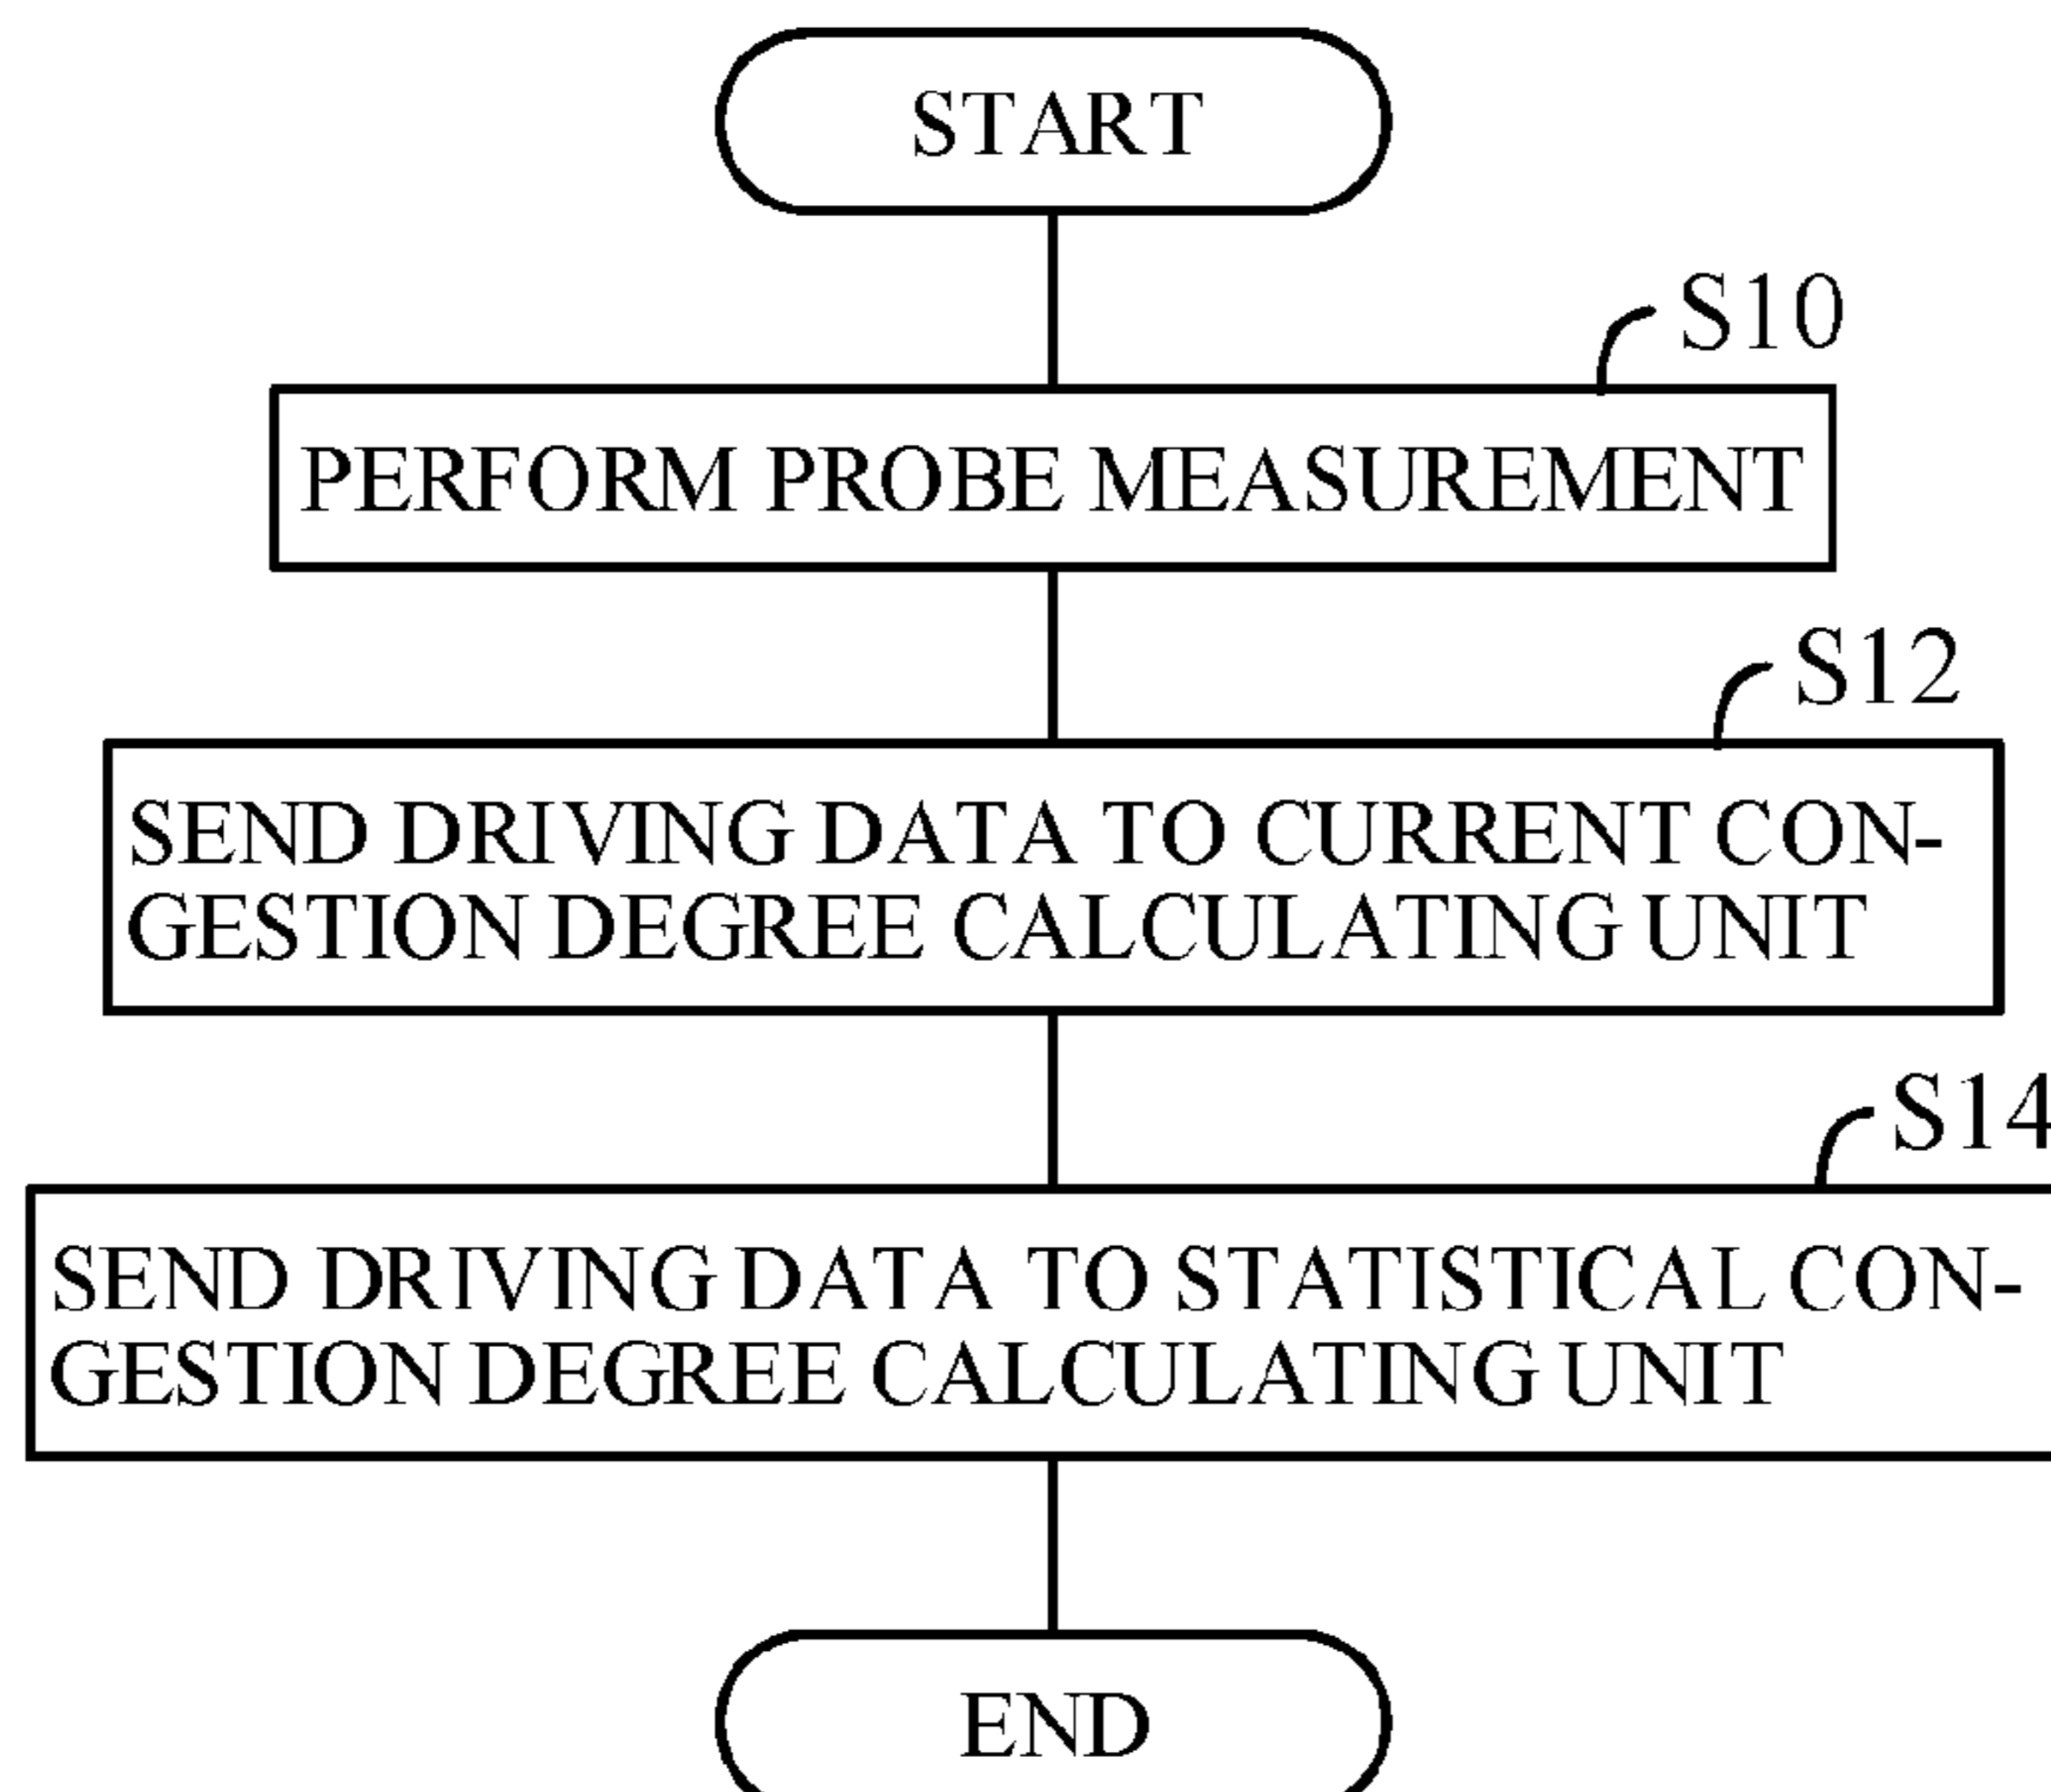 START
S10
PERFORM PROBE MEASUREMENT
S12
SEND DRIVING DATA TO CURRENT CON-
GESTION DEGREE CALCULATING UNIT
S14
SEND DRIVING DATA TO STATISTICAL CON-
GESTION DEGREE CALCULATING UNIT
END